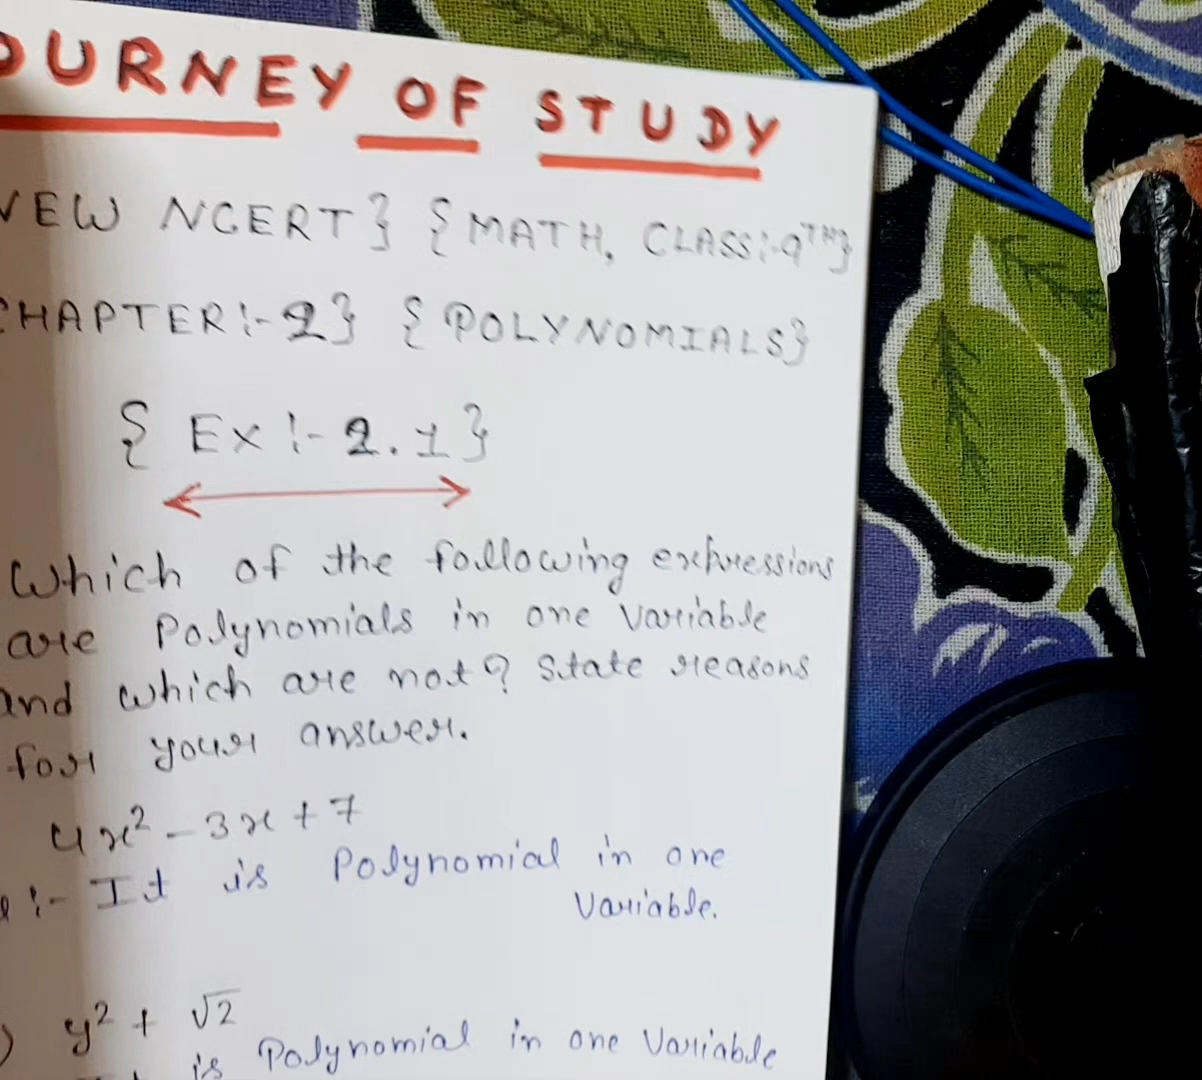 OURNEY OF STUDY
NEW NCERT} {MATH, CLASS:-9TH}
CHAPTER:-2} {POLYNOMIALS}
{EX:-2.1}
Which of the following expressions
are Polynomials in one Variable
and which are not? State reasons
for your answer.
4x² - 3x + 7
:- It is Polynomial in one
Variable.
) y² + √2
is Polynomial in one Variable